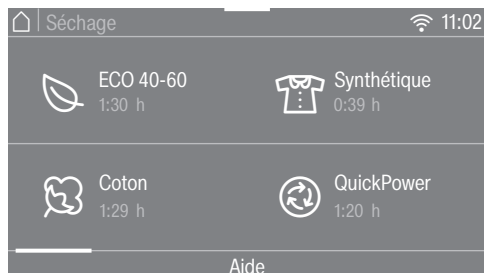 Séchage 11:02
ECO 40-60 Synthétique
1:30 h 0:39 h
Coton QuickPower
1:29 h 1:20 h
Aide